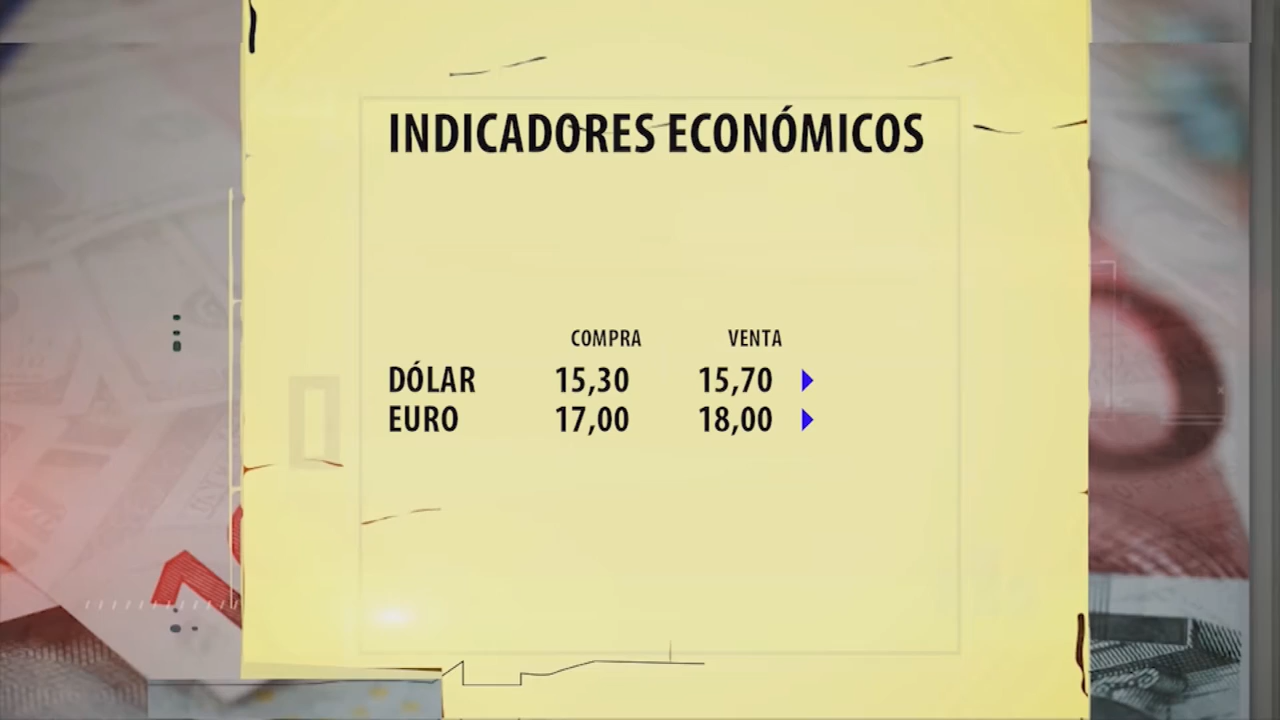 INDICADORES ECONÓMICOS
COMPRA VENTA
DÓLAR 15,30 15,70
EURO 17,00 18,00